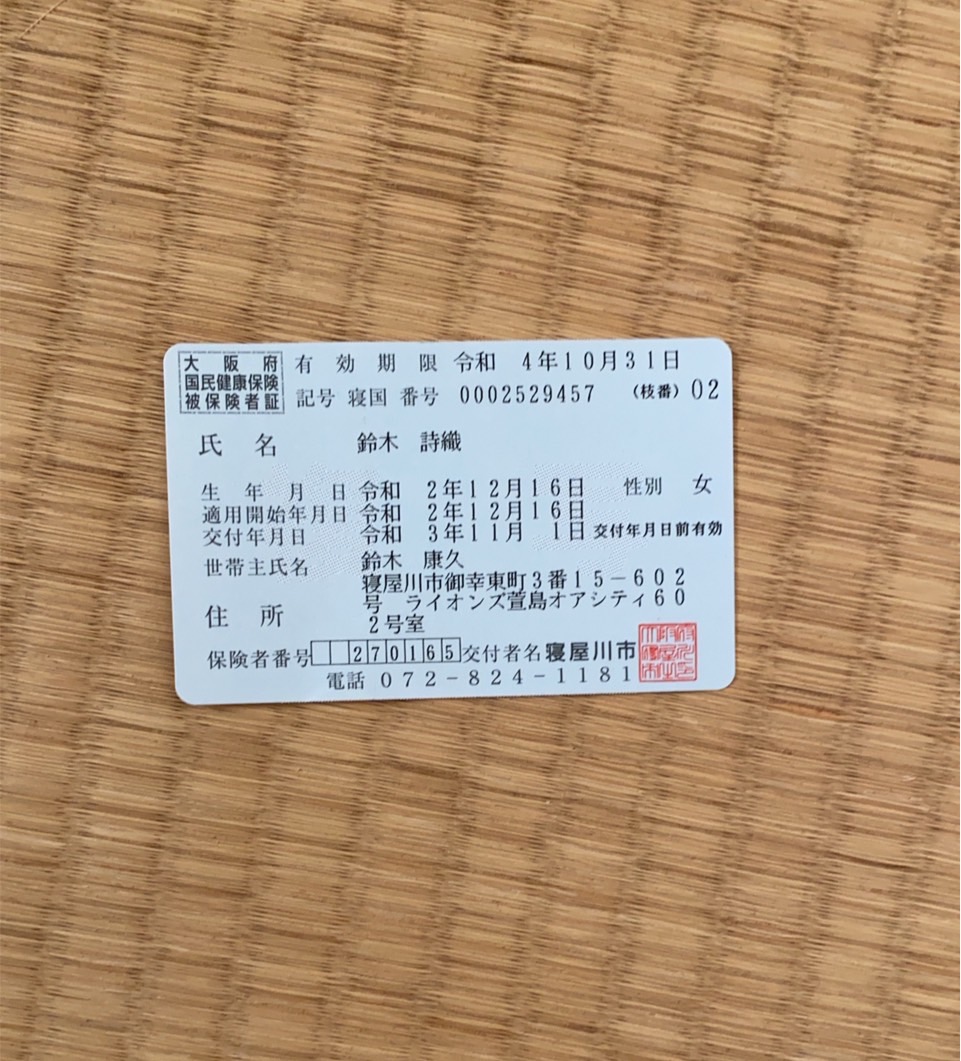 大阪府
国民健康保険
被保険者証
有効期限 令和 4年10月31日
記号 寝国 番号 0002529457 (枝番) 02
氏名 鈴木 詩織
生年月日 令和 2年12月16日 性別 女
適用開始年月日 令和 2年12月16日
交付年月日 令和 3年11月 1日 交付年月日前有効
世帯主氏名 鈴木 康久
住所 寝屋川市御幸東町3番15-602
号 ライオンズ萱島オアシティ60
2号室
保険者番号 270165 交付者名 寝屋川市
電話 072-824-1181